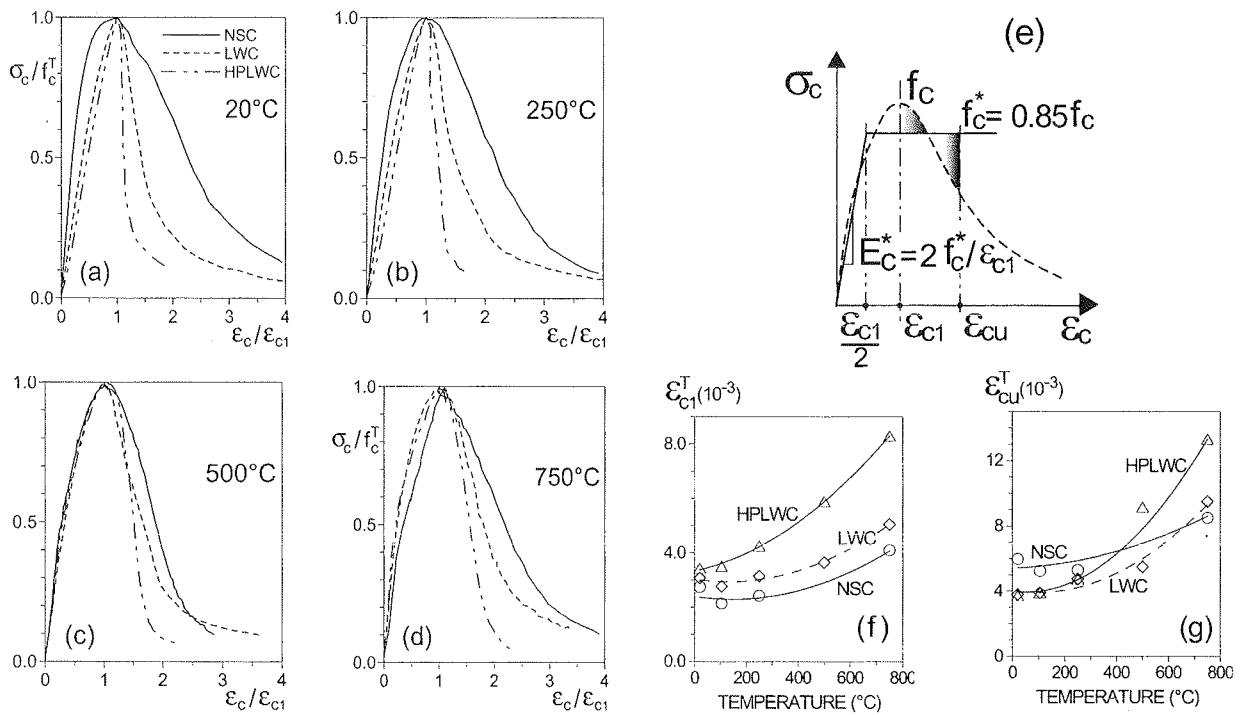 1.0
σc/fcᵀ
0.5
0.0
NSC
LWC
HPLWC
20°C
(a)
0 1 2 3 4
εc/εc1
1.0
0.5
0.0
250°C
(b)
0 1 2 3 4
εc/εc1
(e)
σc
fc
fc* = 0.85fc
Ec* = 2 fc*/εc1
εc1/2
εc1
εcu
εc
1.0
0.5
0.0
500°C
(c)
0 1 2 3 4
εc/εc1
1.0
σc/fcᵀ
0.5
0.0
750°C
(d)
0 1 2 3 4
εc/εc1
εc1ᵀ (10⁻³)
8.0
4.0
0.0
HPLWC
LWC
NSC
(f)
0 200 400 600 800
TEMPERATURE (°C)
εcuᵀ (10⁻³)
12
8
4
0
HPLWC
NSC
LWC
(g)
0 200 400 600 800
TEMPERATURE (°C)